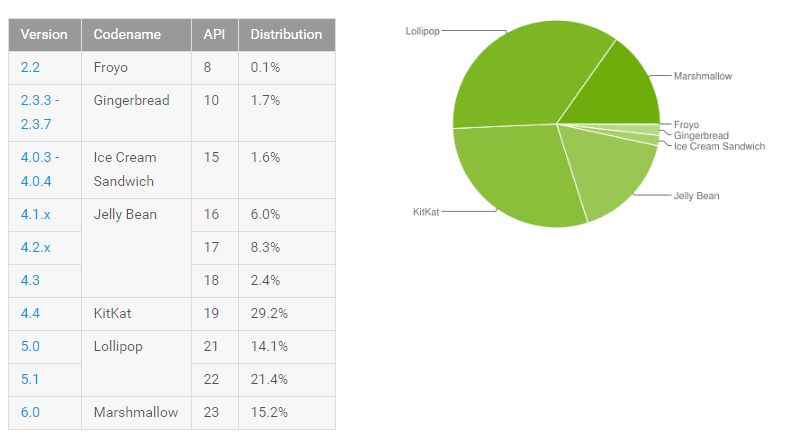 Version Codename API Distribution
2.2 Froyo 8 0.1%
2.3.3 - Gingerbread 10 1.7%
2.3.7
4.0.3 - Ice Cream 15 1.6%
4.0.4 Sandwich
4.1.x Jelly Bean 16 6.0%
4.2.x 17 8.3%
4.3 18 2.4%
4.4 KitKat 19 29.2%
5.0 Lollipop 21 14.1%
5.1 22 21.4%
6.0 Marshmallow 23 15.2%
Lollipop
Marshmallow
Froyo
Gingerbread
Ice Cream Sandwich
Jelly Bean
KitKat